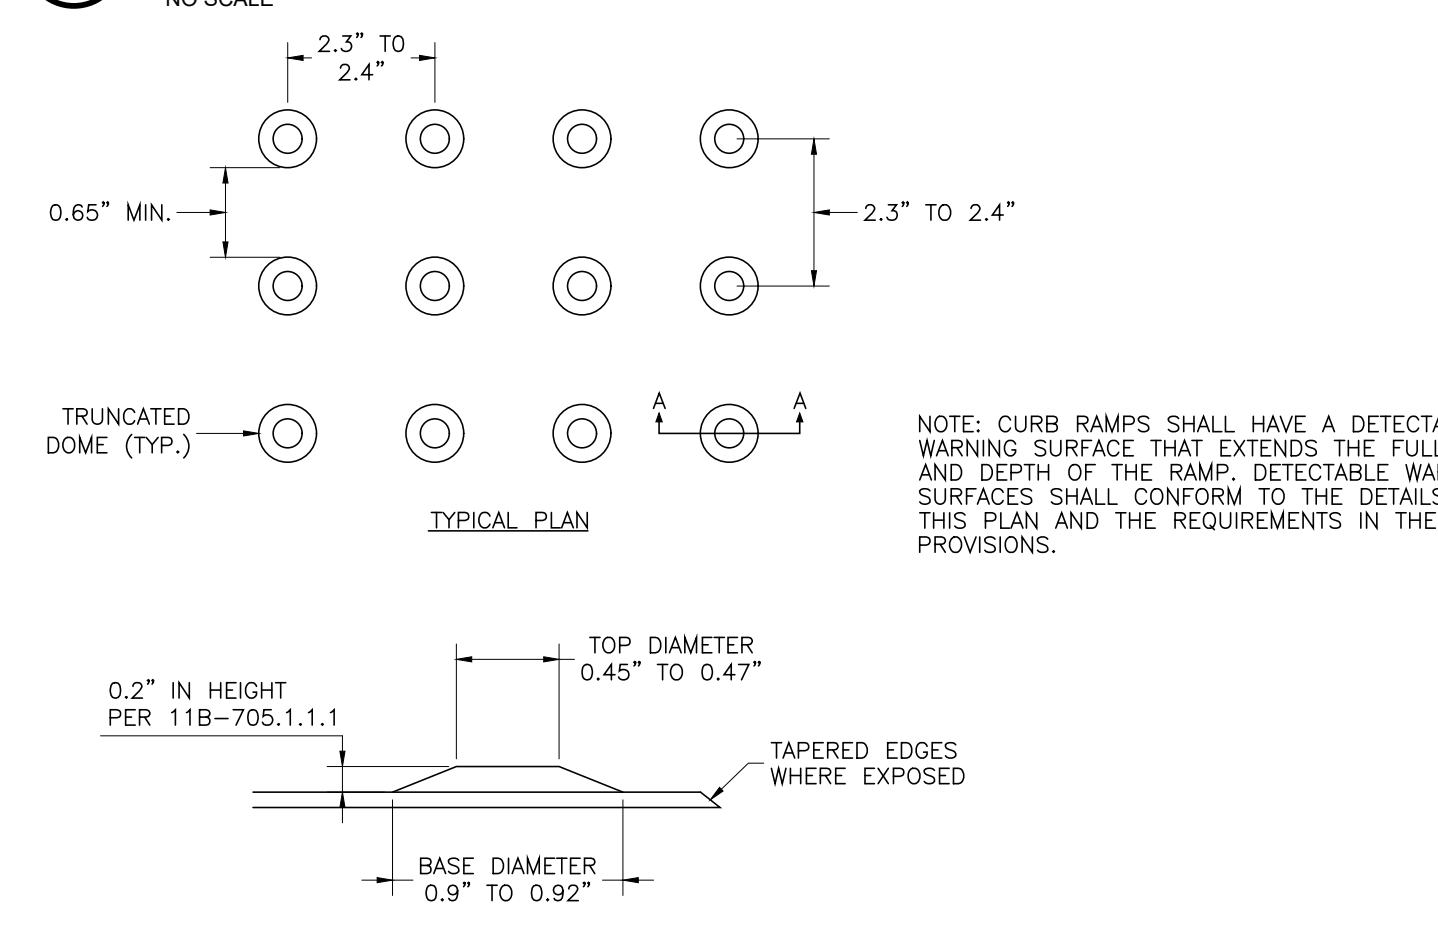 NO SCALE
2.3” TO
2.4”
0.65” MIN.
2.3” TO 2.4”
TRUNCATED
DOME (TYP.)
A A
TYPICAL PLAN
NOTE: CURB RAMPS SHALL HAVE A
WARNING SURFACE THAT EXTENDS THE
AND DEPTH OF THE RAMP. DETECTABLE
SURFACES SHALL CONFORM TO THE DETAILS
THIS PLAN AND THE REQUIREMENTS IN THE
PROVISIONS.
TOP DIAMETER
0.45” TO 0.47”
0.2” IN HEIGHT
PER 11B-705.1.1.1
TAPERED EDGES
WHERE EXPOSED
BASE DIAMETER
0.9” TO 0.92”